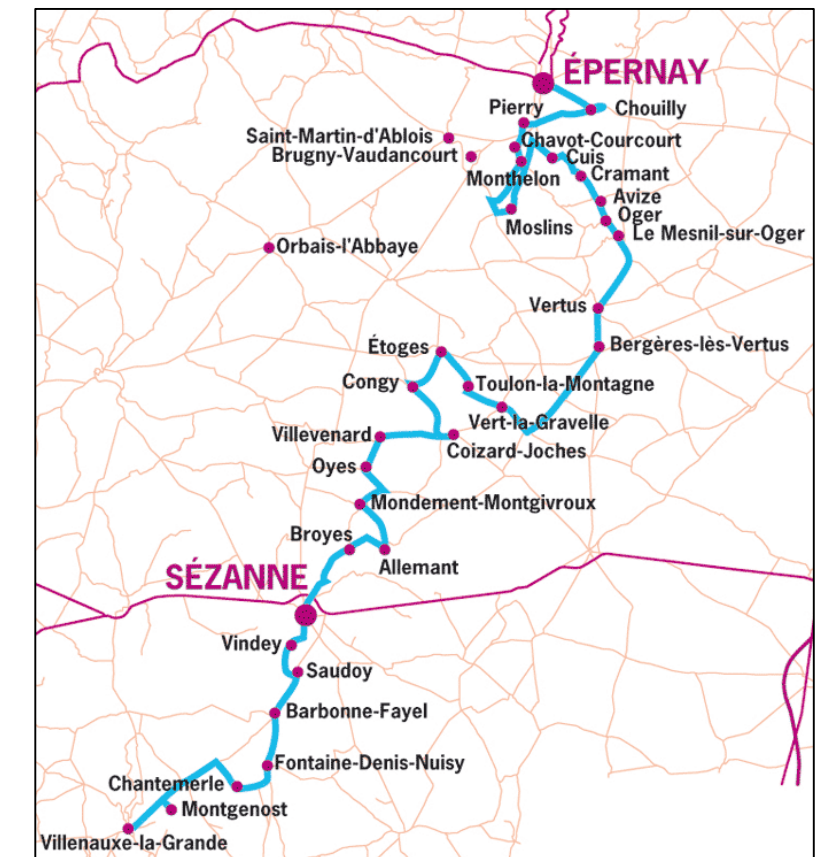 ÉPERNAY
Pierry
Chouilly
Saint-Martin-d'Ablois
Chavot-Courcourt
Brugny-Vaudancourt
Cuis
Monthelon
Cramant
Avize
Oger
Moslins
Le Mesnil-sur-Oger
Orbais-l'Abbaye
Vertus
Étoges
Bergères-lès-Vertus
Congy
Toulon-la-Montagne
Vert-la-Gravelle
Villevenard
Coizard-Joches
Oyes
Mondement-Montgivroux
Broyes
Allemant
SÉZANNE
Vindey
Saudoy
Barbonne-Fayel
Fontaine-Denis-Nuisy
Chantemerle
Montgenost
Villenauxe-la-Grande